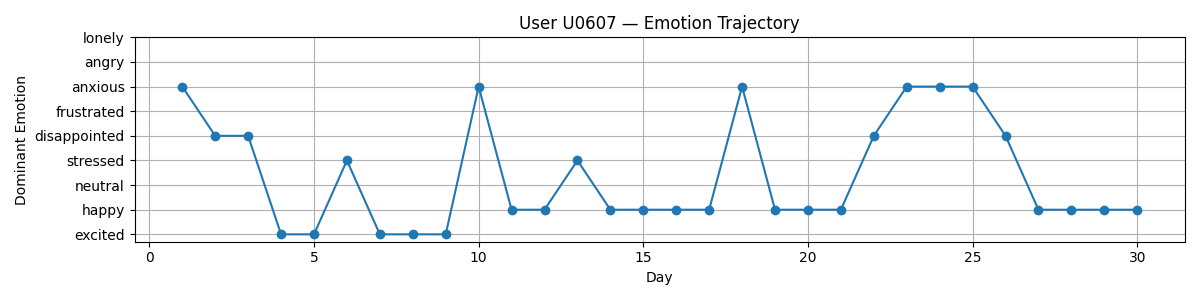 User U0607 — Emotion Trajectory
Dominant Emotion
lonely
angry
anxious
frustrated
disappointed
stressed
neutral
happy
excited
0 5 10 15 20 25 30
Day